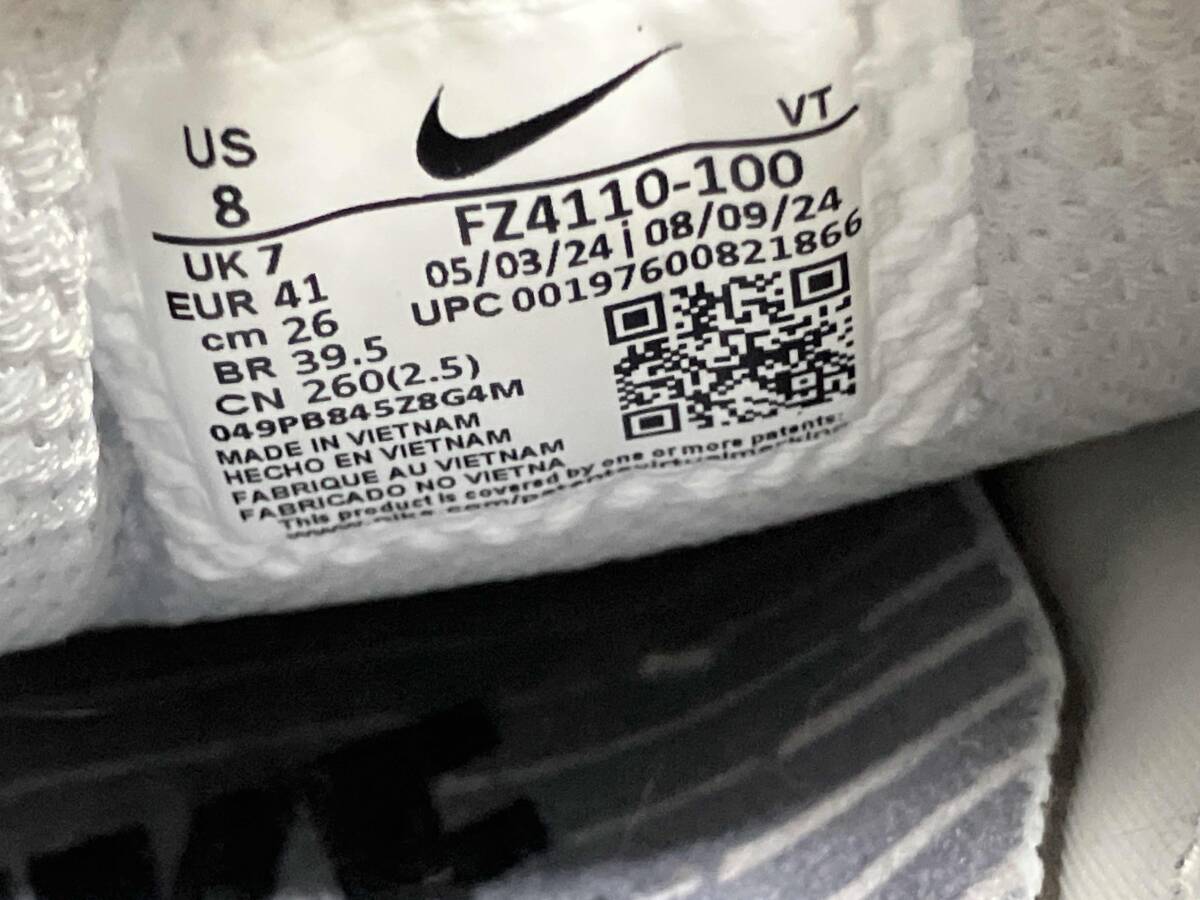 US
8
VT
FZ4110-100
05/03/24 | 08/09/24
UPC 00197600821866
UK 7
EUR 41
cm 26
BR 39.5
CN 260(2.5)
049PB845Z8G4M
MADE IN VIETNAM
HECHO EN VIETNAM
FABRIQUE AU VIETNAM
FABRICADO NO VIETNA
This product is covered by one or more patents: